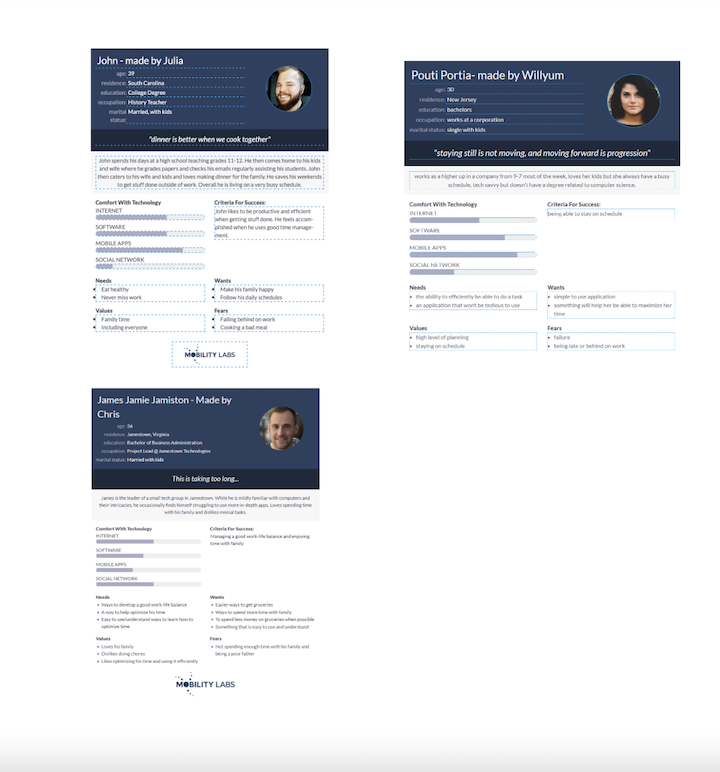 John - made by Julia
age: 39
residence: South Carolina
education: College Degree
occupation: History Teacher
marital status: Married, with kids
"dinner is better when we cook together"
John spends his days at a high school teaching grades 11-12. He then comes home to his kids
and wife where he grades papers and checks his emails regularly assisting his students. John
then caters to his wife and kids and loves making dinner for the family. He saves his weekends
to get stuff done outside of work. Overall he is living on a very busy schedule.
Comfort With Technology
INTERNET
SOFTWARE
MOBILE APPS
SOCIAL NETWORK
Criteria for Success:
John likes to be productive and efficient
when getting stuff done. He feels accom-
plished when he uses good time manage-
ment.
Needs
Eat healthy
Never miss work
Wants
Make his family happy
Follow his daily schedules
Values
Family time
Including everyone
Fears
Falling behind on work
Cooking a bad meal
MOBILITY LABS
Pouti Portia- made by Willyum
age: 30
residence: New Jersey
education: bachelors
occupation: works at a corporation
marital status: single with kids
"staying still is not moving, and moving forward is progression"
works as a higher up in a company from 9-7 most of the week, loves her kids but she always have a busy
schedule, tech savvy but doesn't have a degree related to computer science.
Comfort With Technology
INTERNET
SOFTWARE
MOBILE APPS
SOCIAL NETWORK
Criteria For Success:
being able to stay on schedule
Needs
the ability to efficiently be able to do a task
an application that wont be tedious to use
Wants
simple to use application
something will help her be able to maximize her
time
Values
high level of planning
staying on schedule
Fears
failure
being late or behind on work
James Jamie Jamiston - Made by
Chris
age: 36
residence: Jamestown, Virginia
education: Bachelor of Business Administration
occupation: Project Lead @ Jamestown Technologies
marital status: Married with kids
This is taking too long...
James is the leader of a small tech group in Jamestown. While he is mildly familiar with computers and
their intricacies, he occasionally finds himself struggling to use more in-depth apps. Loves spending time
with his family and dislikes menial tasks.
Comfort With Technology
INTERNET
SOFTWARE
MOBILE APPS
SOCIAL NETWORK
Criteria For Success:
Managing a good work-life balance and enjoying
time with family
Needs
Ways to develop a good work-life balance
A way to help optimize his time
Easy to use/understand ways to learn how to
optimize time
Wants
Easier ways to get groceries
Ways to spend more time with family
To spend less money on groceries when possible
Something that is easy to use and understand
Values
Loves his family
Dislikes doing chores
Likes optimizing his time and using it efficiently
Fears
Not spending enough time with his family and
being a poor father
MOBILITY LABS